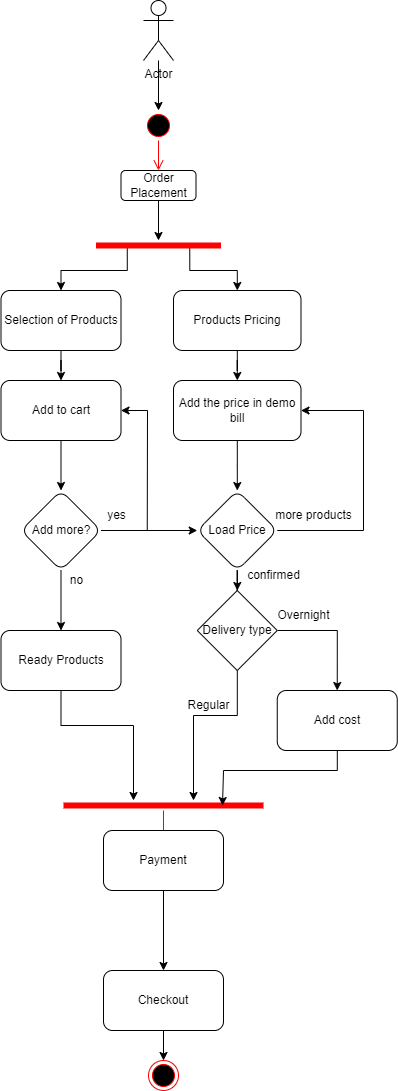 Actor
Order
Placement
Selection of Products
Products Pricing
Add to cart
Add the price in demo
bill
yes
more products
Add more?
Load Price
no
confirmed
Overnight
Delivery type
Ready Products
Regular
Add cost
Payment
Checkout